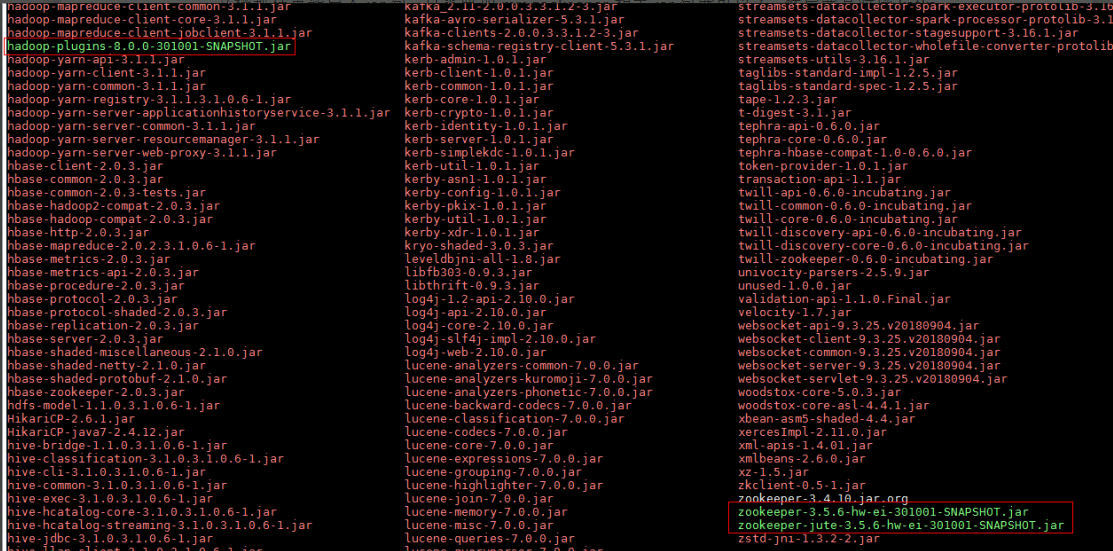 hadoop-mapreduce-client-common-3.1.1.jar
hadoop-mapreduce-client-core-3.1.1.jar
hadoop-mapreduce-client-jobclient-3.1.1.jar
hadoop-plugins-8.0.0-301001-SNAPSHOT.jar
hadoop-yarn-api-3.1.1.jar
hadoop-yarn-client-3.1.1.jar
hadoop-yarn-common-3.1.1.jar
hadoop-yarn-registry-3.1.1.3.1.0.6-1.jar
hadoop-yarn-server-applicationhistoryservice-3.1.1.jar
hadoop-yarn-server-common-3.1.1.jar
hadoop-yarn-server-resourcemanager-3.1.1.jar
hadoop-yarn-server-web-proxy-3.1.1.jar
hbase-client-2.0.3.jar
hbase-common-2.0.3.jar
hbase-common-2.0.3-tests.jar
hbase-hadoop2-compat-2.0.3.jar
hbase-hadoop-compat-2.0.3.jar
hbase-http-2.0.3.jar
hbase-mapreduce-2.0.2.3.1.0.6-1.jar
hbase-metrics-2.0.3.jar
hbase-metrics-api-2.0.3.jar
hbase-procedure-2.0.3.jar
hbase-protocol-2.0.3.jar
hbase-protocol-shaded-2.0.3.jar
hbase-replication-2.0.3.jar
hbase-server-2.0.3.jar
hbase-shaded-miscellaneous-2.1.0.jar
hbase-shaded-netty-2.1.0.jar
hbase-shaded-protobuf-2.1.0.jar
hbase-zookeeper-2.0.3.jar
hdfs-model-1.1.0.3.1.0.6-1.jar
HikariCP-2.6.1.jar
HikariCP-java7-2.4.12.jar
hive-bridge-1.1.0.3.1.0.6-1.jar
hive-classification-3.1.0.3.1.0.6-1.jar
hive-cli-3.1.0.3.1.0.6-1.jar
hive-common-3.1.0.3.1.0.6-1.jar
hive-exec-3.1.0.3.1.0.6-1.jar
hive-hcatalog-core-3.1.0.3.1.0.6-1.jar
hive-hcatalog-streaming-3.1.0.3.1.0.6-1.jar
hive-jdbc-3.1.0.3.1.0.6-1.jar
hive-llap-client-3.1.0.3.1.0.6-1.jar
kafka_2.11-2.0.0.3.3.1.2-3.jar
kafka-avro-serializer-5.3.1.jar
kafka-clients-2.0.0.3.3.1.2-3.jar
kafka-schema-registry-client-5.3.1.jar
kerb-admin-1.0.1.jar
kerb-client-1.0.1.jar
kerb-common-1.0.1.jar
kerb-core-1.0.1.jar
kerb-crypto-1.0.1.jar
kerb-identity-1.0.1.jar
kerb-server-1.0.1.jar
kerb-simplekdc-1.0.1.jar
kerb-util-1.0.1.jar
kerby-asn1-1.0.1.jar
kerby-config-1.0.1.jar
kerby-pkix-1.0.1.jar
kerby-util-1.0.1.jar
kerby-xdr-1.0.1.jar
kryo-shaded-3.0.3.jar
leveldbjni-all-1.8.jar
libfb303-0.9.3.jar
libthrift-0.9.3.jar
log4j-1.2-api-2.10.0.jar
log4j-api-2.10.0.jar
log4j-core-2.10.0.jar
log4j-slf4j-impl-2.10.0.jar
log4j-web-2.10.0.jar
lucene-analyzers-common-7.0.0.jar
lucene-analyzers-kuromoji-7.0.0.jar
lucene-analyzers-phonetic-7.0.0.jar
lucene-backward-codecs-7.0.0.jar
lucene-classification-7.0.0.jar
lucene-codecs-7.0.0.jar
lucene-core-7.0.0.jar
lucene-expressions-7.0.0.jar
lucene-grouping-7.0.0.jar
lucene-highlighter-7.0.0.jar
lucene-join-7.0.0.jar
lucene-memory-7.0.0.jar
lucene-misc-7.0.0.jar
lucene-queries-7.0.0.jar
lucene-queryparser-7.0.0.jar
streamsets-datacollector-spark-executor-protolib-3.16
streamsets-datacollector-spark-processor-protolib-3.1
streamsets-datacollector-stagesupport-3.16.1.jar
streamsets-datacollector-wholefile-converter-protolib
streamsets-utils-3.16.1.jar
taglibs-standard-impl-1.2.5.jar
taglibs-standard-spec-1.2.5.jar
tape-1.2.3.jar
t-digest-3.1.jar
tephra-api-0.6.0.jar
tephra-core-0.6.0.jar
tephra-hbase-compat-1.0-0.6.0.jar
token-provider-1.0.1.jar
transaction-api-1.1.jar
twill-api-0.6.0-incubating.jar
twill-common-0.6.0-incubating.jar
twill-core-0.6.0-incubating.jar
twill-discovery-api-0.6.0-incubating.jar
twill-discovery-core-0.6.0-incubating.jar
twill-zookeeper-0.6.0-incubating.jar
univocity-parsers-2.5.9.jar
unused-1.0.0.jar
validation-api-1.1.0.Final.jar
velocity-1.7.jar
websocket-api-9.3.25.v20180904.jar
websocket-client-9.3.25.v20180904.jar
websocket-common-9.3.25.v20180904.jar
websocket-server-9.3.25.v20180904.jar
websocket-servlet-9.3.25.v20180904.jar
woodstox-core-5.0.3.jar
woodstox-core-asl-4.4.1.jar
xbean-asm5-shaded-4.4.jar
xercesImpl-2.11.0.jar
xml-apis-1.4.01.jar
xmlbeans-2.6.0.jar
xz-1.5.jar
zkclient-0.5-1.jar
zookeeper-3.4.10.jar.org
zookeeper-3.5.6-hw-ei-301001-SNAPSHOT.jar
zookeeper-jute-3.5.6-hw-ei-301001-SNAPSHOT.jar
zstd-jni-1.3.2-2.jar